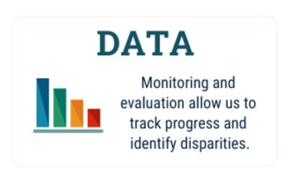 DATA
Monitoring and
evaluation allow us to
track progress and
identify disparities.